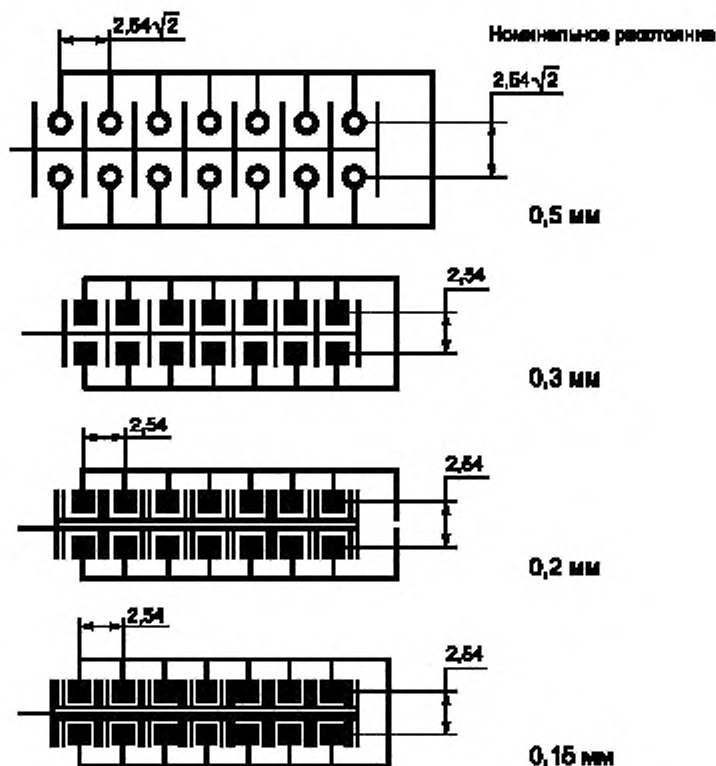 2,54√2
Номинальное расстояние
2,54√2
0,5 мм
2,54
0,3 мм
2,54
2,54
0,2 мм
2,54
2,54
0,15 мм